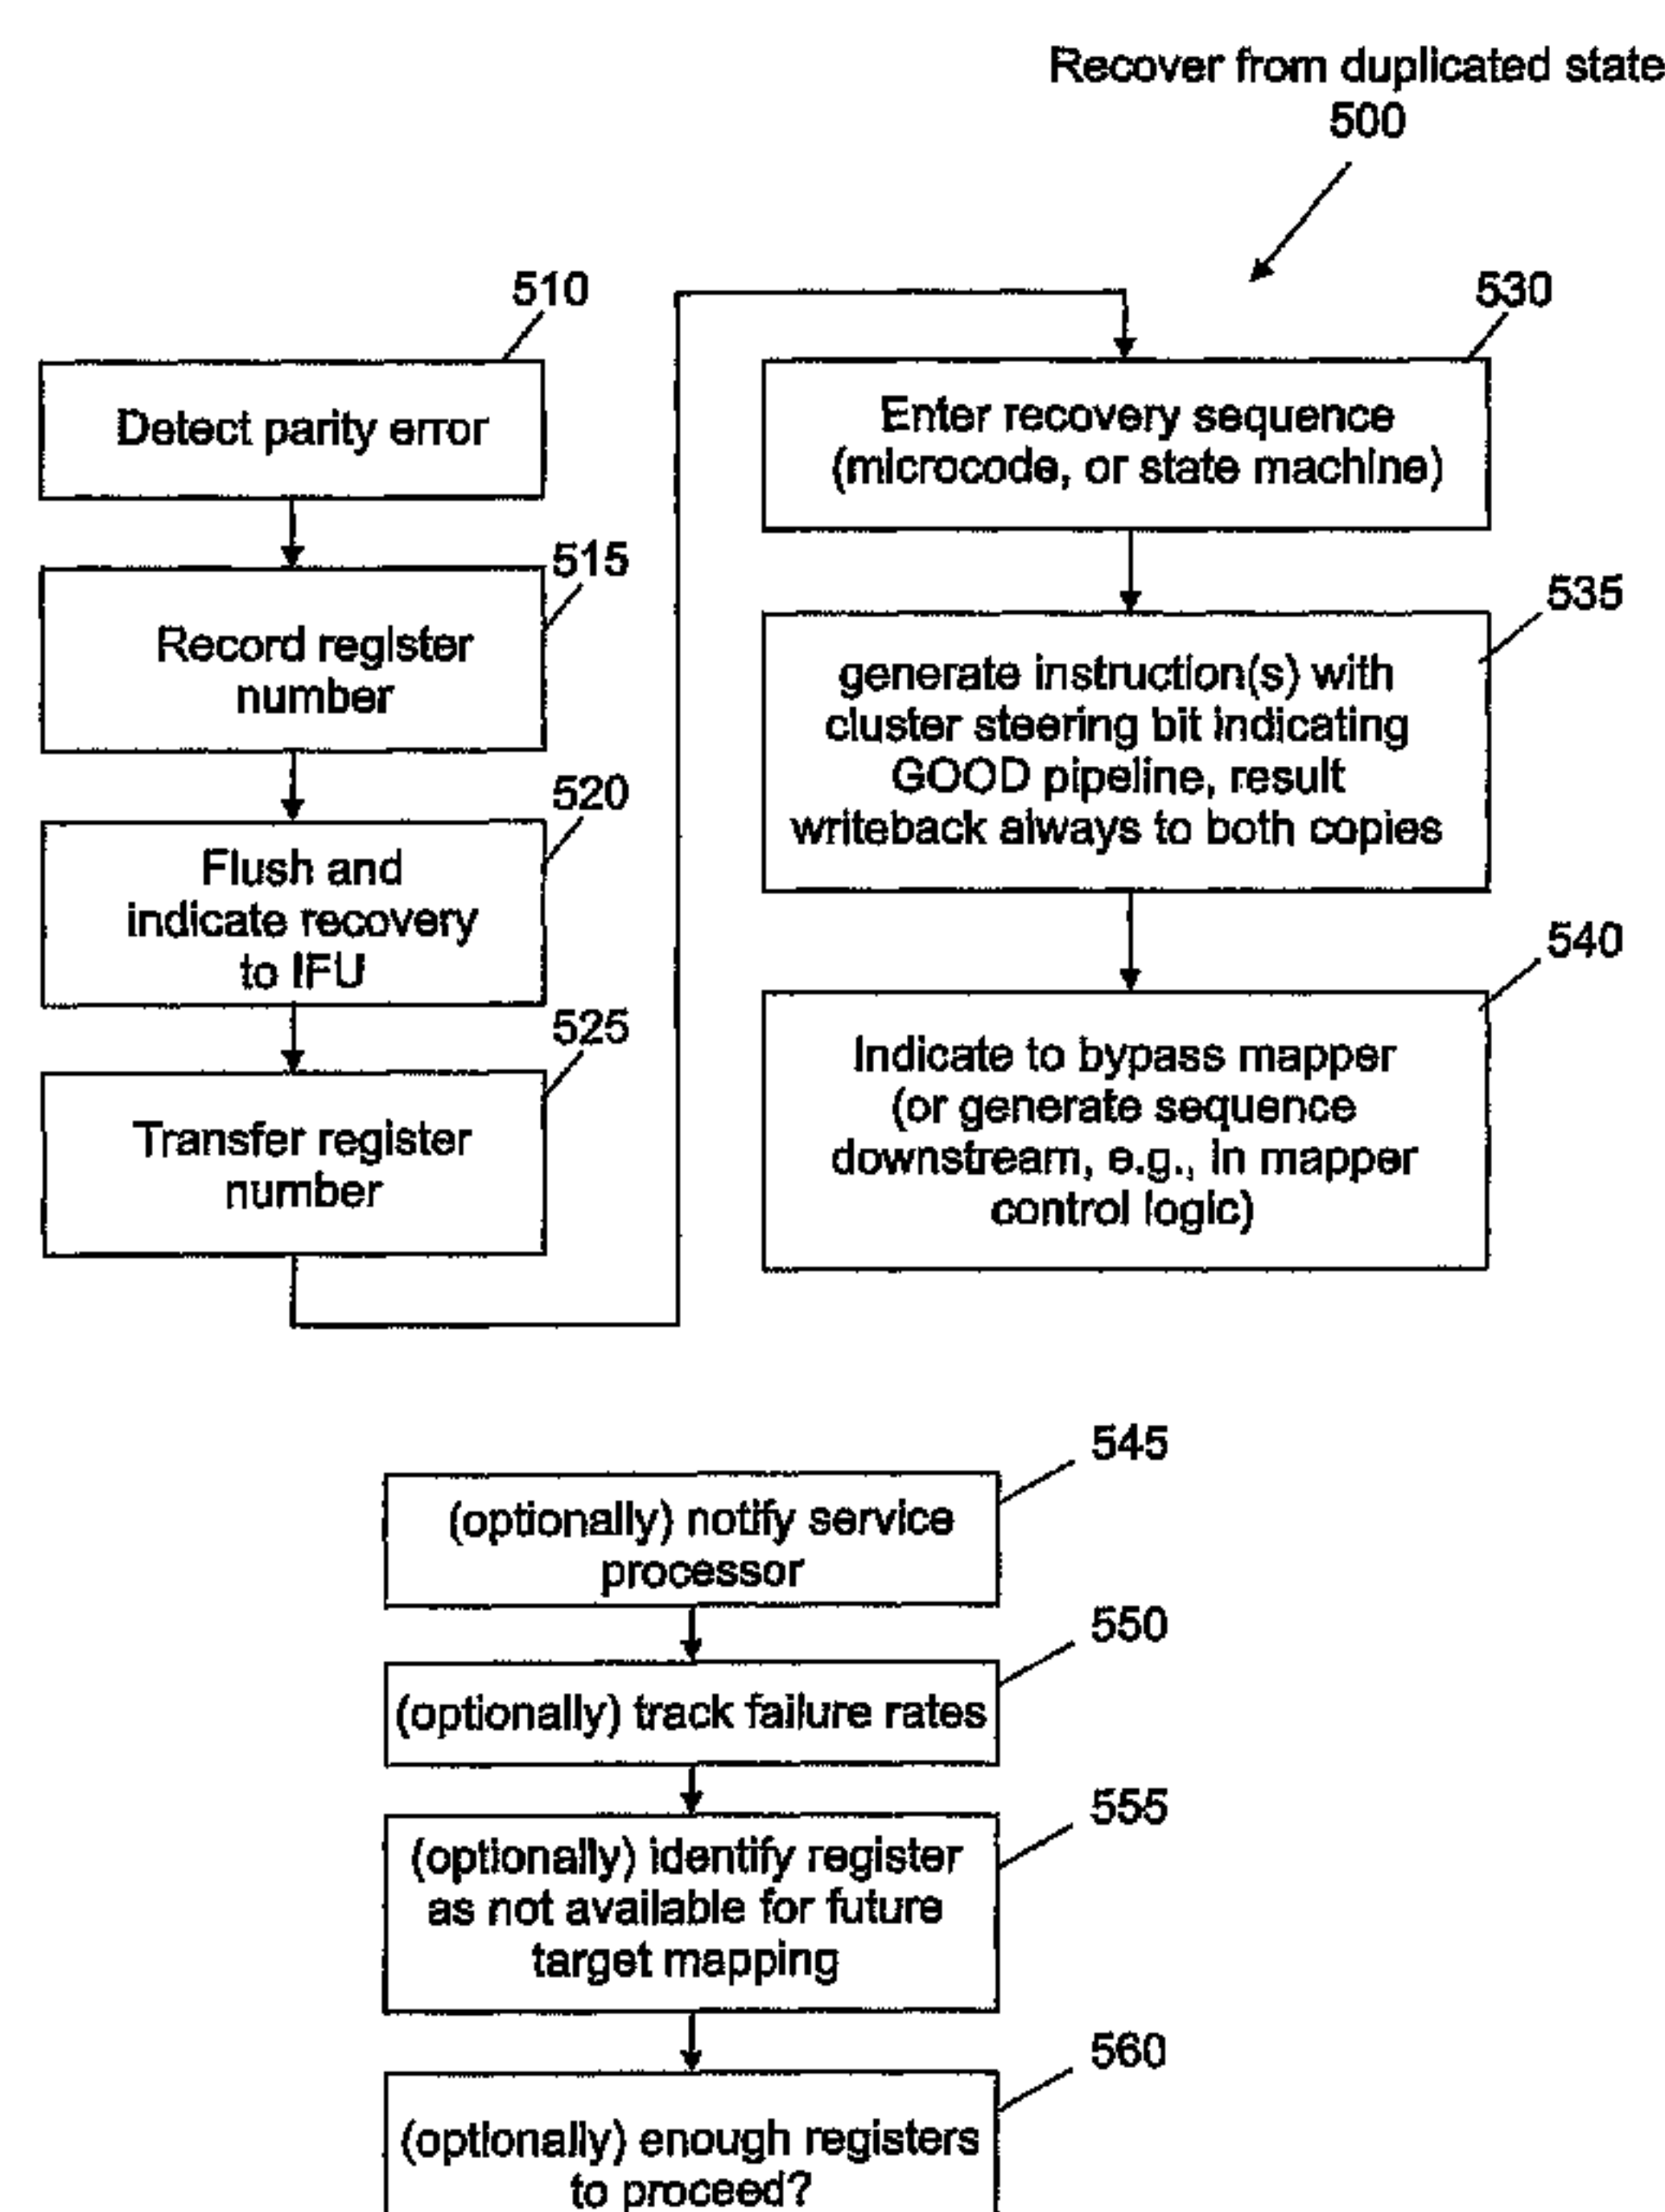 Recover from duplicated state
500
510
Detect parity error
515
Record register
number
520
Flush and
indicate recovery
to IFU
525
Transfer register
number
530
Enter recovery sequence
(microcode, or state machine)
535
generate instruction(s) with
cluster steering bit indicating
GOOD pipeline, result
writeback always to both copies
540
Indicate to bypass mapper
(or generate sequence
downstream, e.g., in mapper
control logic)
545
(optionally) notify service
processor
550
(optionally) track failure rates
555
(optionally) identify register
as not available for future
target mapping
560
(optionally) enough registers
to proceed?